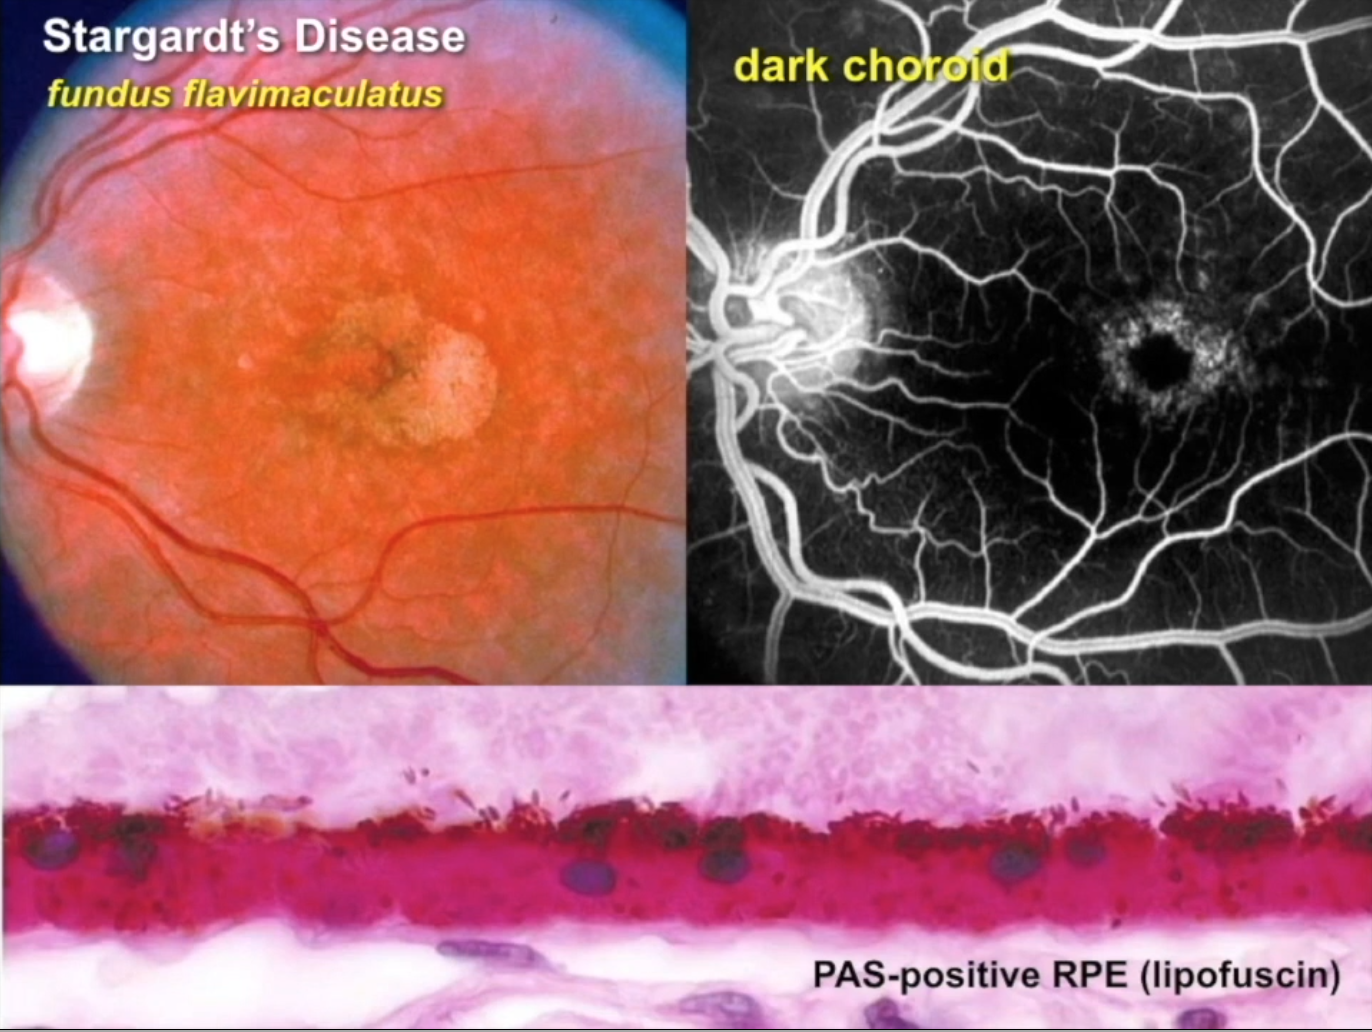 Stargardt's Disease
fundus flavimaculatus
dark choroid
PAS-positive RPE (lipofuscin)